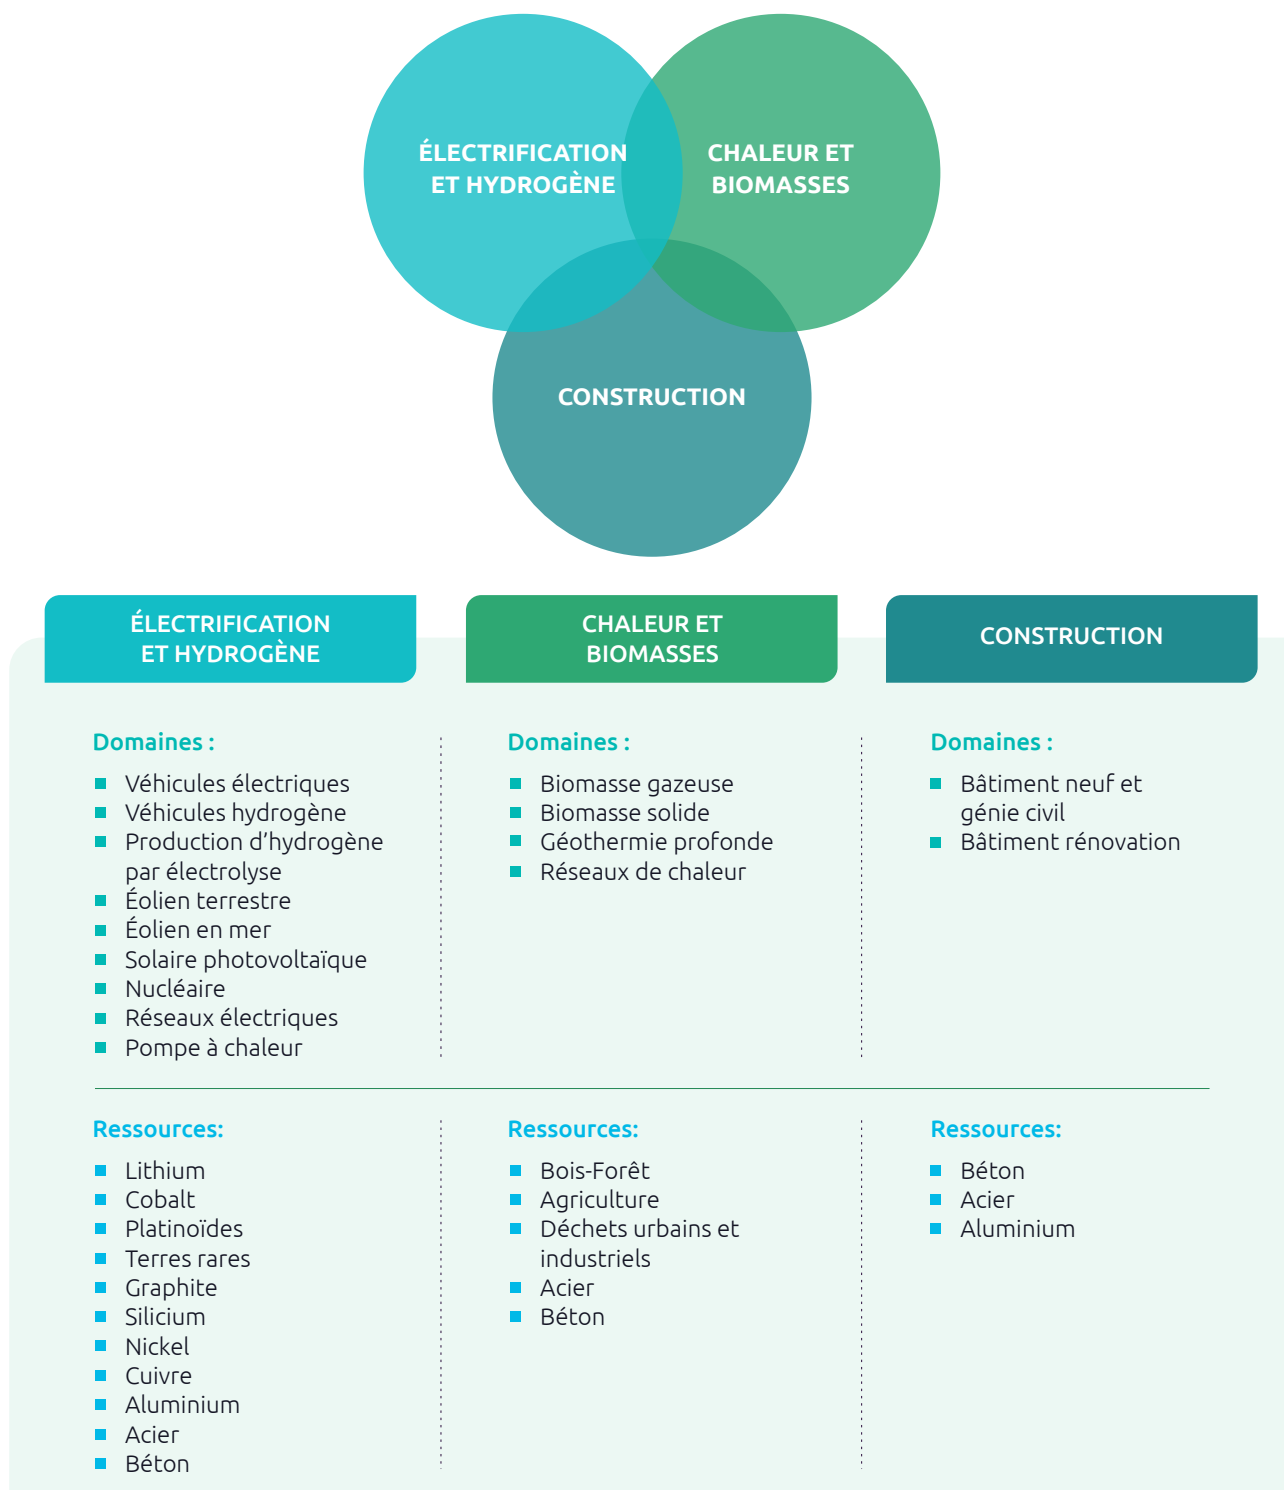 ÉLECTRIFICATION
ET HYDROGÈNE
CHALEUR ET
BIOMASSES
CONSTRUCTION
ÉLECTRIFICATION
ET HYDROGÈNE
Domaines :
Véhicules électriques
Véhicules hydrogène
Production d’hydrogène
par électrolyse
Éolien terrestre
Éolien en mer
Solaire photovoltaïque
Nucléaire
Réseaux électriques
Pompe à chaleur
Ressources:
Lithium
Cobalt
Platinoïdes
Terres rares
Graphite
Silicium
Nickel
Cuivre
Aluminium
Acier
Béton
CHALEUR ET
BIOMASSES
Domaines :
Biomasse gazeuse
Biomasse solide
Géothermie profonde
Réseaux de chaleur
Ressources:
Bois-Forêt
Agriculture
Déchets urbains et
industriels
Acier
Béton
CONSTRUCTION
Domaines :
Bâtiment neuf et
génie civil
Bâtiment rénovation
Ressources:
Béton
Acier
Aluminium